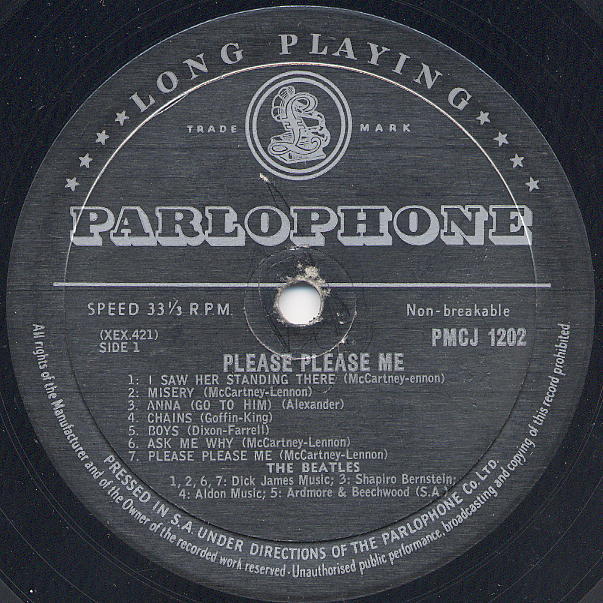 ★★★★★ LONG PLAYING ★★★★★
TRADE MARK
£
PARLOPHONE
SPEED 33⅓ R.P.M.
Non-breakable
(XEX.421)
PMCJ 1202
SIDE 1
PLEASE PLEASE ME
1: I SAW HER STANDING THERE (McCartney-ennon)
2: MISERY (McCartney-Lennon)
3: ANNA (GO TO HIM) (Alexander)
4: CHAINS (Goffin-King)
5: BOYS (Dixon-Farrell)
6: ASK ME WHY (McCartney-Lennon)
7: PLEASE PLEASE ME (McCartney-Lennon)
THE BEATLES
1, 2, 6, 7: Dick James Music; 3: Shapiro Bernstein;
4: Aldon Music; 5: Ardmore & Beechwood (S.A.)
PRESSED IN S.A. UNDER DIRECTIONS OF THE PARLOPHONE Co. LTD.
All rights of the Manufacturer and of the Owner of the recorded work reserved - Unauthorised public performance, broadcasting and copying of this record prohibited